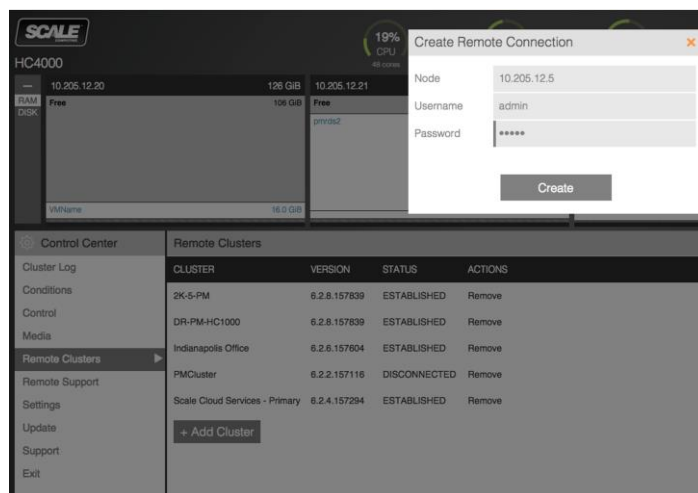 SCALE
HC4000
19%
CPU
48 cores
Create Remote Connection
×
Node 10.205.12.5
Username admin
Password •••••
Create
10.205.12.20 126 GiB 10.205.12.21
RAM Free 106 GiB Free
DISK
pmrds2
VMName 16.0 GiB
Control Center
Cluster Log
Conditions
Control
Media
Remote Clusters
Remote Support
Settings
Update
Support
Exit
Remote Clusters
CLUSTER VERSION STATUS ACTIONS
2K-5-PM 6.2.8.157839 ESTABLISHED Remove
DR-PM-HC1000 6.2.8.157839 ESTABLISHED Remove
Indianapolis Office 6.2.6.157604 ESTABLISHED Remove
PMCluster 6.2.2.157116 DISCONNECTED Remove
Scale Cloud Services - Primary 6.2.4.157294 ESTABLISHED Remove
+ Add Cluster